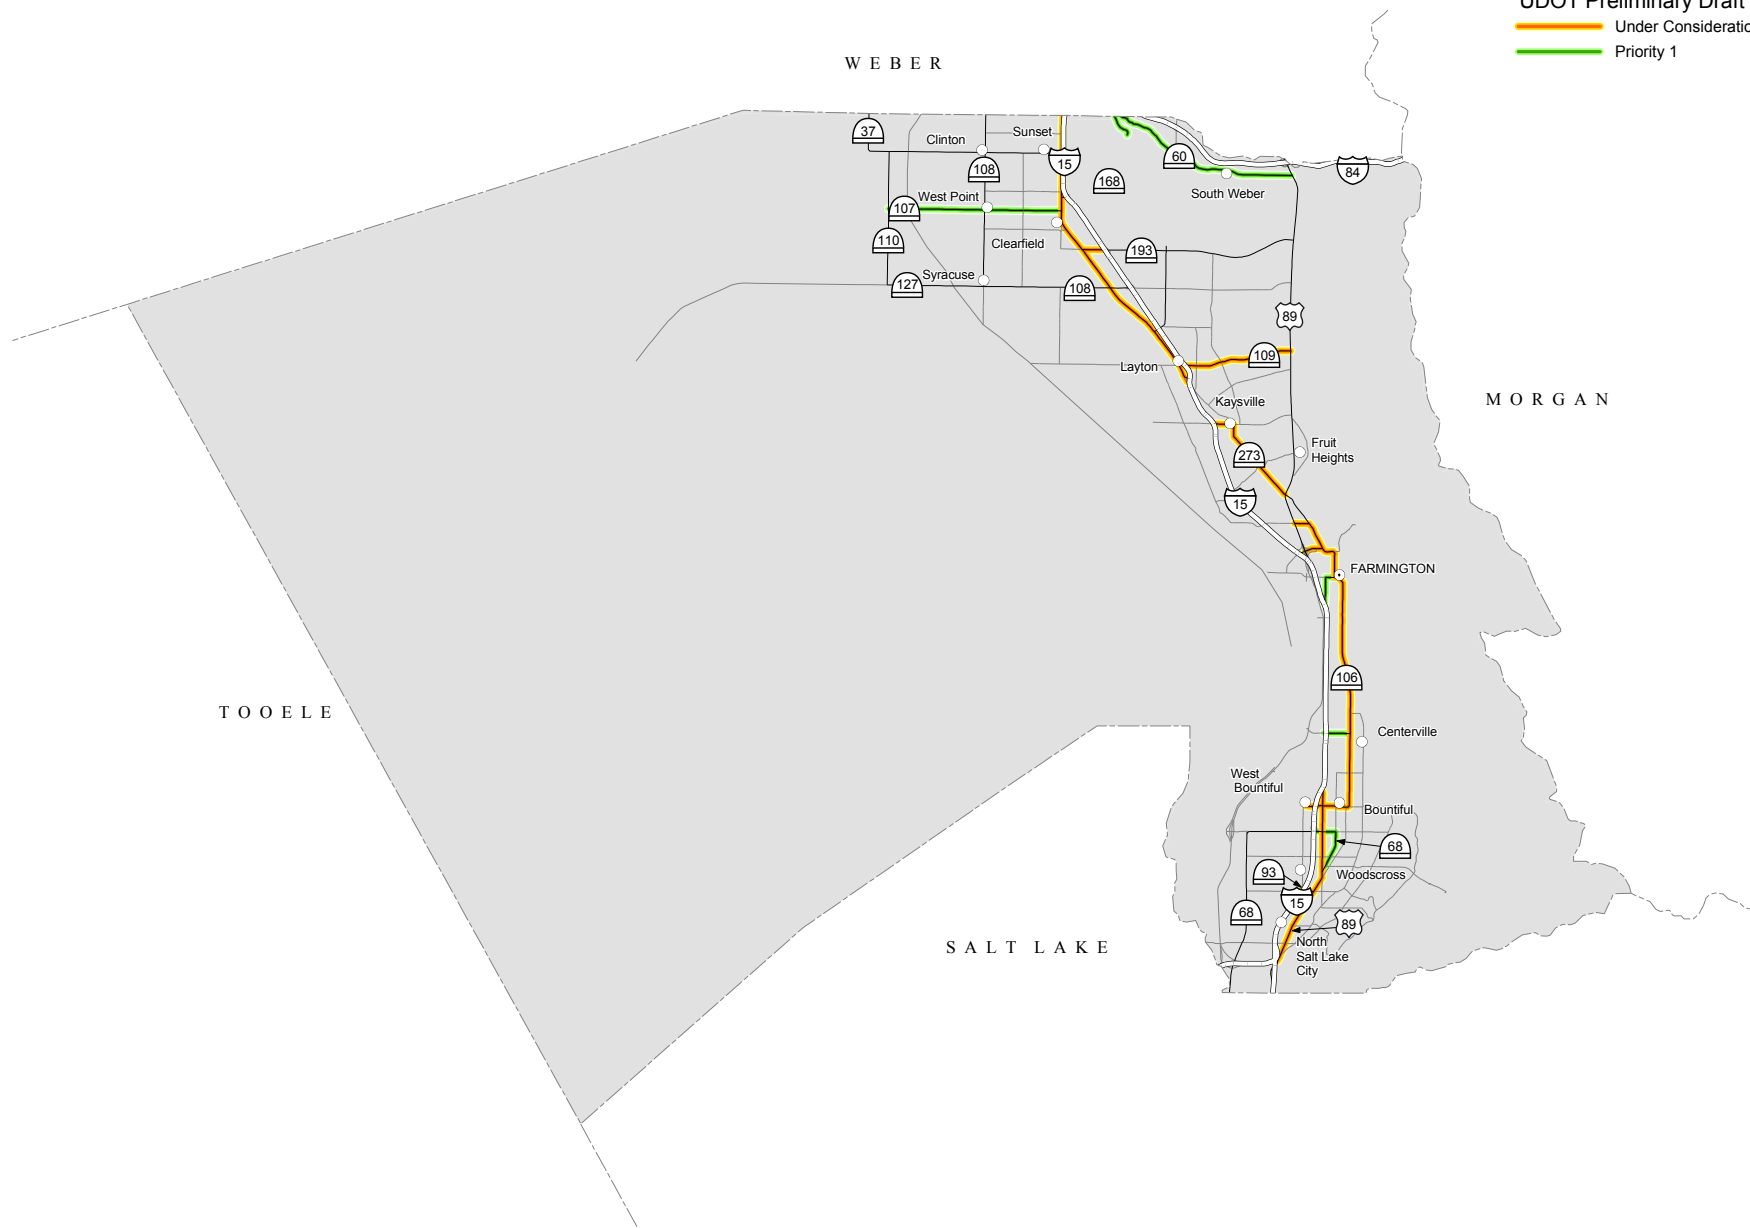 UDOT Preliminary Draft
Under Consideratio
Priority 1
WEBER
37
Clinton
Sunset
15
108
168
60
84
South Weber
West Point
107
110
Clearfield
193
Syracuse
127
108
89
109
Layton
Kaysville
MORGAN
273
Fruit
Heights
15
FARMINGTON
106
TOOELE
Centerville
West
Bountiful
Bountiful
68
93
Woodscross
15
68
89
SALT LAKE
North
Salt Lake
City